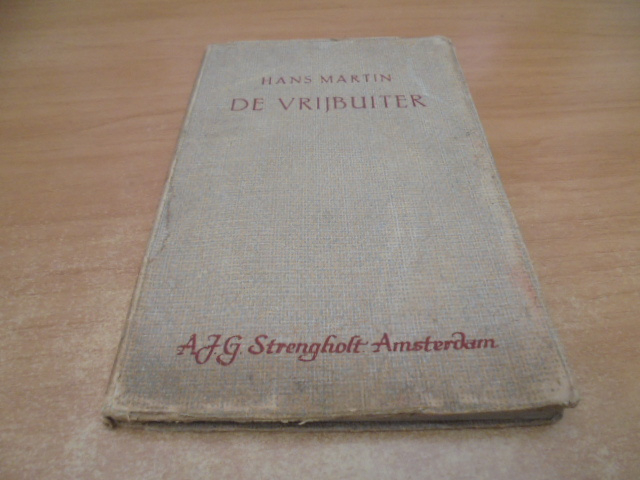 HANS MARTIN
DE VRIJBUITER
A.J.G. Strengholt Amsterdam